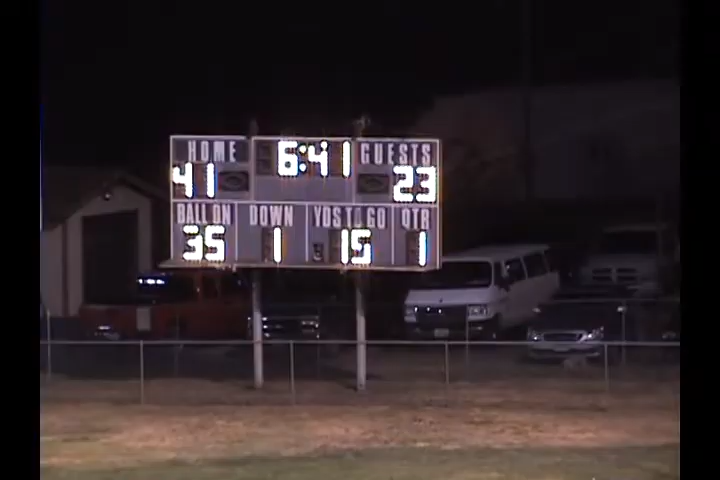 HOME 6:41 GUESTS
41 23
BALL ON DOWN YDS TO GO QTR
35 1 15 1